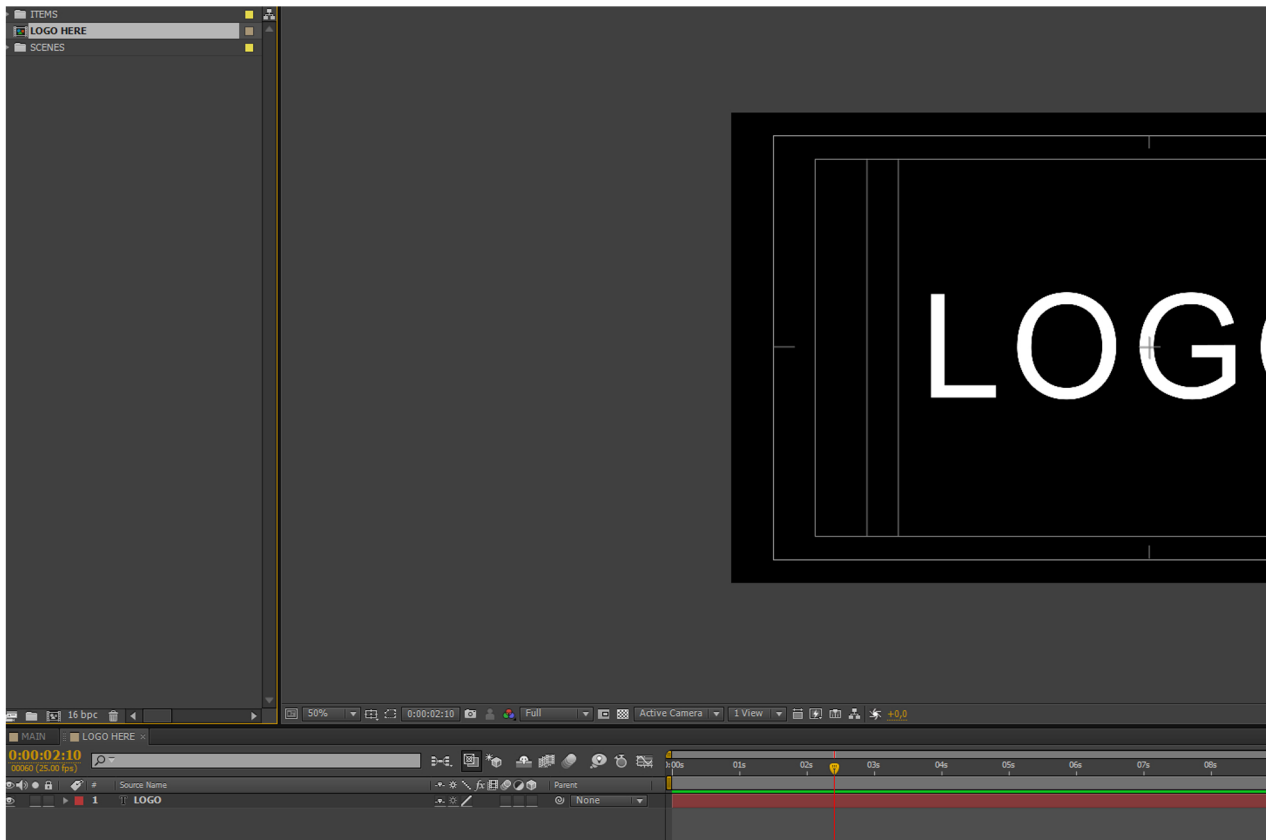 ITEMS
LOGO HERE
SCENES
LOGO
16 bpc
50%
0:00:02:10
Full
Active Camera
1 View
+0,0
MAIN
LOGO HERE ×
0:00:02:10
00060 (25.00 fps)
:00s 01s 02s 03s 04s 05s 06s 07s 08s
# Source Name fx Parent
1 T LOGO None